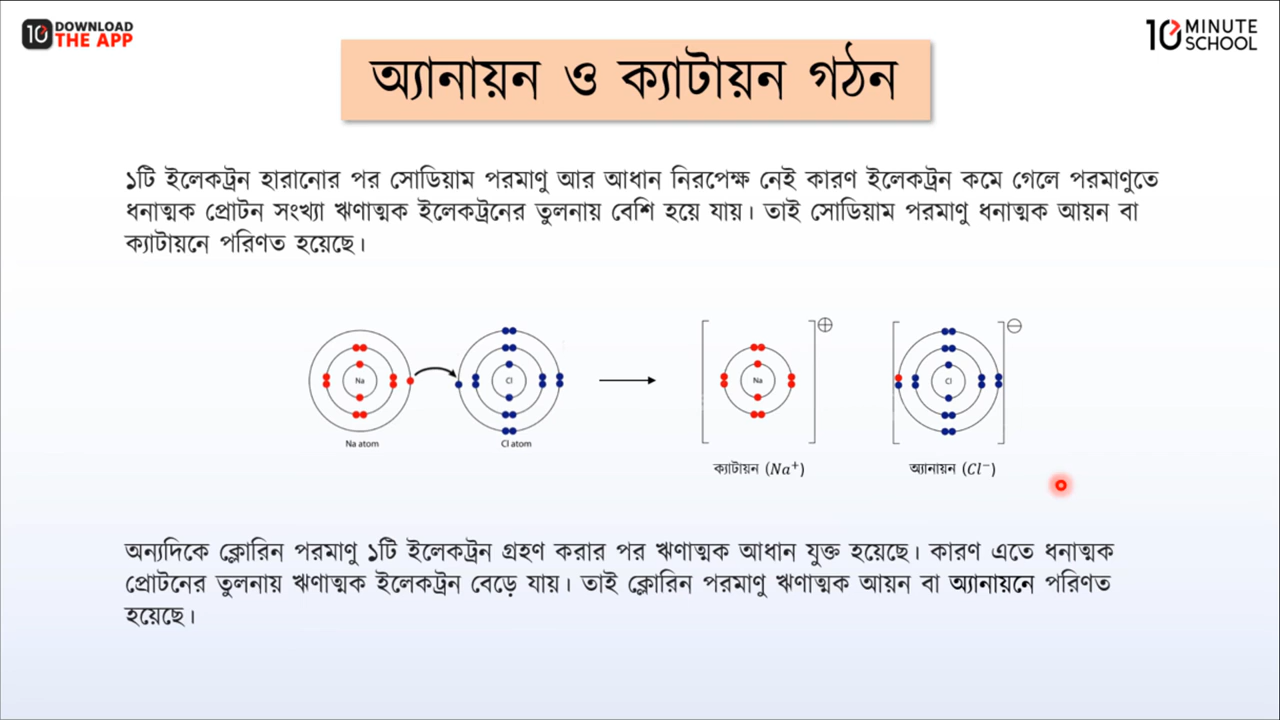 10 DOWNLOAD
THE APP
10 MINUTE
SCHOOL
অ্যানায়ন ও ক্যাটায়ন গঠন
১টি ইলেকট্রন হারানোর পর সোডিয়াম পরমাণু আর আধান নিরপেক্ষ নেই কারণ ইলেকট্রন কমে গেলে পরমাণুতে
ধনাত্মক প্রোটন সংখ্যা ঋণাত্মক ইলেকট্রনের তুলনায় বেশি হয়ে যায়। তাই সোডিয়াম পরমাণু ধনাত্মক আয়ন বা
ক্যাটায়নে পরিণত হয়েছে।
Na
Cl
Na
Cl
⊕
⊖
Na atom
Cl atom
ক্যাটায়ন (Na⁺)
অ্যানায়ন (Cl⁻)
অন্যদিকে ক্লোরিন পরমাণু ১টি ইলেকট্রন গ্রহণ করার পর ঋণাত্মক আধান যুক্ত হয়েছে। কারণ এতে ধনাত্মক
প্রোটনের তুলনায় ঋণাত্মক ইলেকট্রন বেড়ে যায়। তাই ক্লোরিন পরমাণু ঋণাত্মক আয়ন বা অ্যানায়নে পরিণত
হয়েছে।